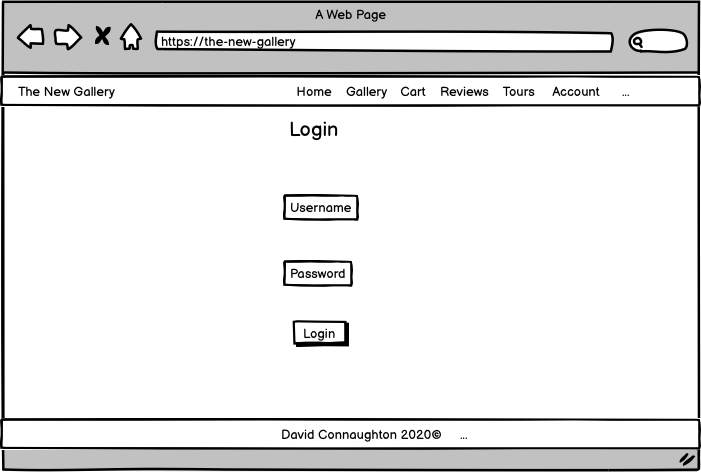 A Web Page
https://the-new-gallery
The New Gallery Home Gallery Cart Reviews Tours Account ...
Login
Username
Password
Login
David Connaughton 2020© ...